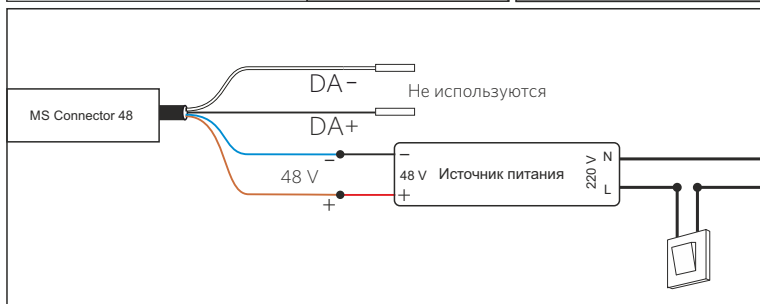 DA-
Не используются
MS Connector 48
DA+
−
48 V
+
−
48 V
+
Источник питания
220 V
N
L